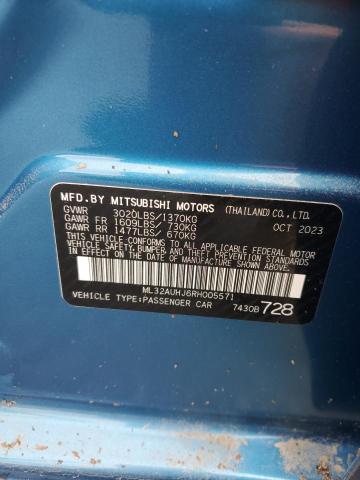 MFD.BY MITSUBISHI MOTORS (THAILAND) CO., LTD.
GVWR 3020LBS/1370KG OCT 2023
GAWR FR 1609LBS/ 730KG
GAWR RR 1477LBS/ 670KG
THIS VEHICLE CONFORMS TO ALL APPLICABLE FEDERAL MOTOR
VEHICLE SAFETY, BUMPER AND THEFT PREVENTION STANDARDS
IN EFFECT ON THE DATE OF MANUFACTURE SHOWN ABOVE.
ML32AUHJ6RH005571
VEHICLE TYPE:PASSENGER CAR 7430B 728